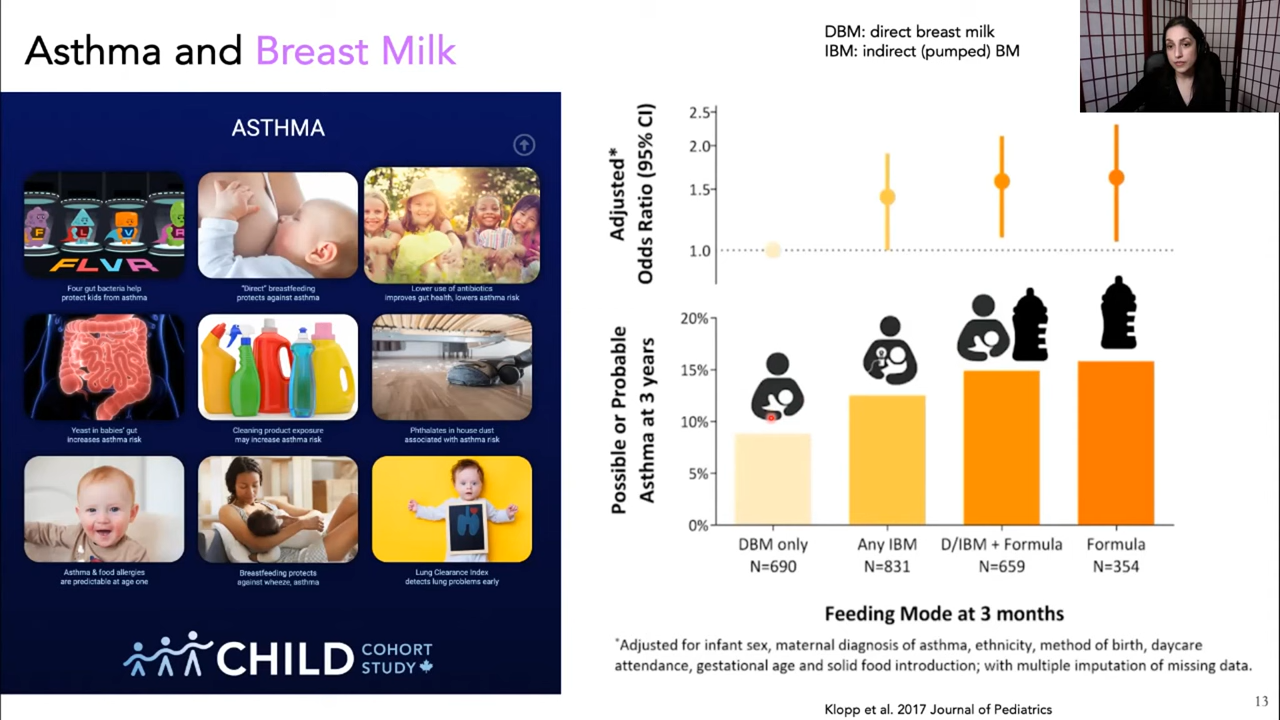 Asthma and Breast Milk
DBM: direct breast milk
IBM: indirect (pumped) BM
ASTHMA
FLVR
Four gut bacteria help
protect kids from asthma
"Direct" breastfeeding
protects against asthma
Lower use of antibiotics
improves gut health, lowers asthma risk
Yeast in babies' gut
increases asthma risk
Cleaning product exposure
may increase asthma risk
Phthalates in house dust
associated with asthma risk
Asthma & food allergies
are predictable at age one
Breastfeeding protects
against wheeze, asthma
Lung Clearance Index
detects lung problems early
CHILD COHORT
STUDY
Adjusted*
Odds Ratio (95% CI)
2.5
2.0
1.5
1.0
Possible or Probable
Asthma at 3 years
20%
15%
10%
5%
0%
DBM only
N=690
Any IBM
N=831
D/IBM + Formula
N=659
Formula
N=354
Feeding Mode at 3 months
*Adjusted for infant sex, maternal diagnosis of asthma, ethnicity, method of birth, daycare
attendance, gestational age and solid food introduction; with multiple imputation of missing data.
Klopp et al. 2017 Journal of Pediatrics
13